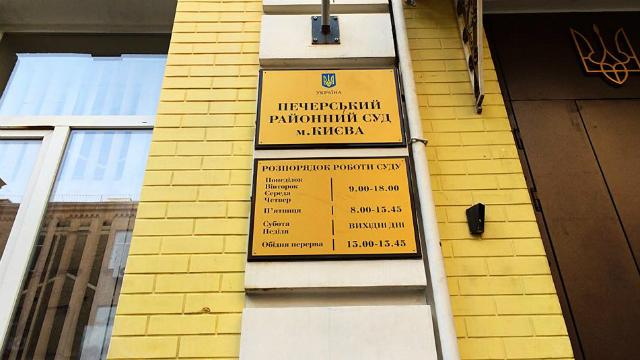 УКРАЇНА
ПЕЧЕРСЬКИЙ
РАЙОННИЙ СУД
м.КИЄВА
РОЗПОРЯДОК РОБОТИ СУДУ
Понеділок
Вівторок
Середа
Четвер
9.00-18.00
П'ятниця
8.00-15.45
Субота
Неділя
ВИХІДНІ ДНІ
Обідня перерва
13.00-13.45